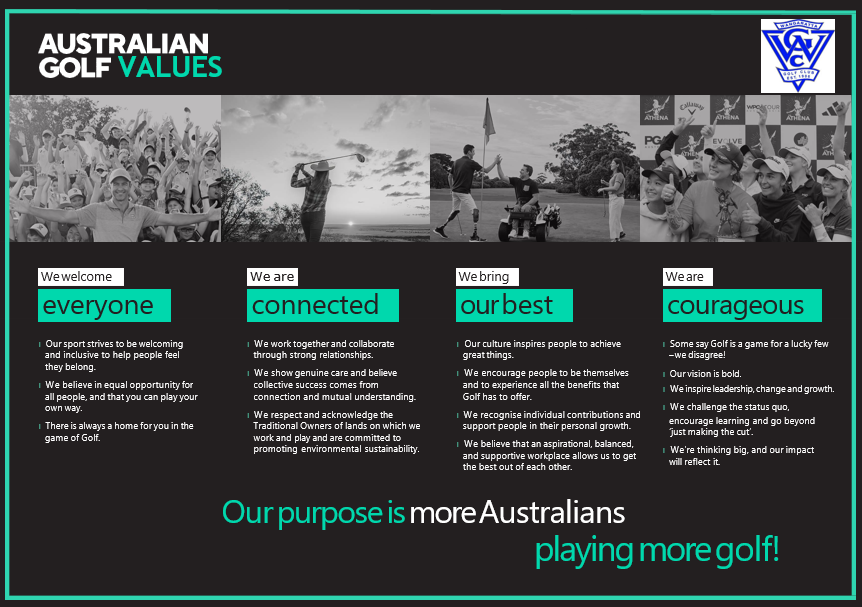 AUSTRALIAN
GOLF VALUES
WANGARATTA
GOLF CLUB
ATHENA
Callaway
ATHENA
WPGA TOUR
ATHENA
PGA
EVOLVE
We welcome
everyone
Our sport strives to be welcoming
and inclusive to help people feel
they belong.
We believe in equal opportunity for
all people, and that you can play your
own way.
There is always a home for you in the
game of Golf.
We are
connected
We work together and collaborate
through strong relationships.
We show genuine care and believe
collective success comes from
connection and mutual understanding.
We respect and acknowledge the
Traditional Owners of lands on which we
work and play and are committed to
promoting environmental sustainability.
We bring
our best
Our culture inspires people to achieve
great things.
We encourage people to be themselves
and to experience all the benefits that
Golf has to offer.
We recognise individual contributions and
support people in their personal growth.
We believe that an aspirational, balanced,
and supportive workplace allows us to get
the best out of each other.
We are
courageous
Some say Golf is a game for a lucky few
–we disagree!
Our vision is bold.
We inspire leadership, change and growth.
We challenge the status quo,
encourage learning and go beyond
‘just making the cut’.
We're thinking big, and our impact
will reflect it.
Our purpose is more Australians
playing more golf!